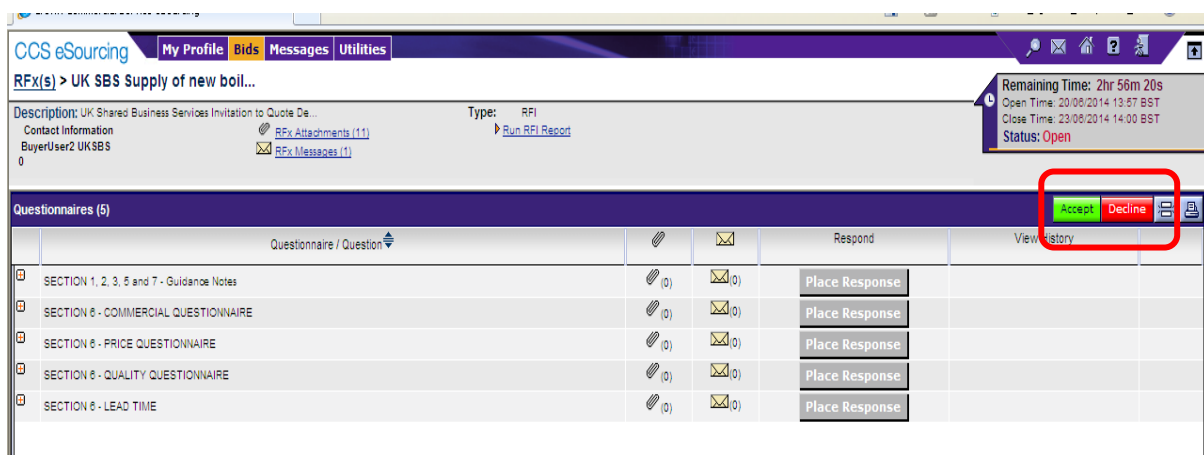 CCS eSourcing My Profile Bids Messages Utilities
RFx(s) > UK SBS Supply of new boil...
Remaining Time: 2hr 56m 20s
Open Time: 20/06/2014 13:57 BST
Close Time: 23/06/2014 14:00 BST
Status: Open
Description: UK Shared Business Services Invitation to Quote De... Type: RFI
Contact Information RFx Attachments (11) Run RFI Report
BuyerUser2 UKSBS RFx Messages (1)
0
Questionnaires (5) Accept Decline
Questionnaire / Question Respond View History
SECTION 1, 2, 3, 5 and 7 - Guidance Notes (0) (0) Place Response
SECTION 6 - COMMERCIAL QUESTIONNAIRE (0) (0) Place Response
SECTION 6 - PRICE QUESTIONNAIRE (0) (0) Place Response
SECTION 6 - QUALITY QUESTIONNAIRE (0) (0) Place Response
SECTION 6 - LEAD TIME (0) (0) Place Response